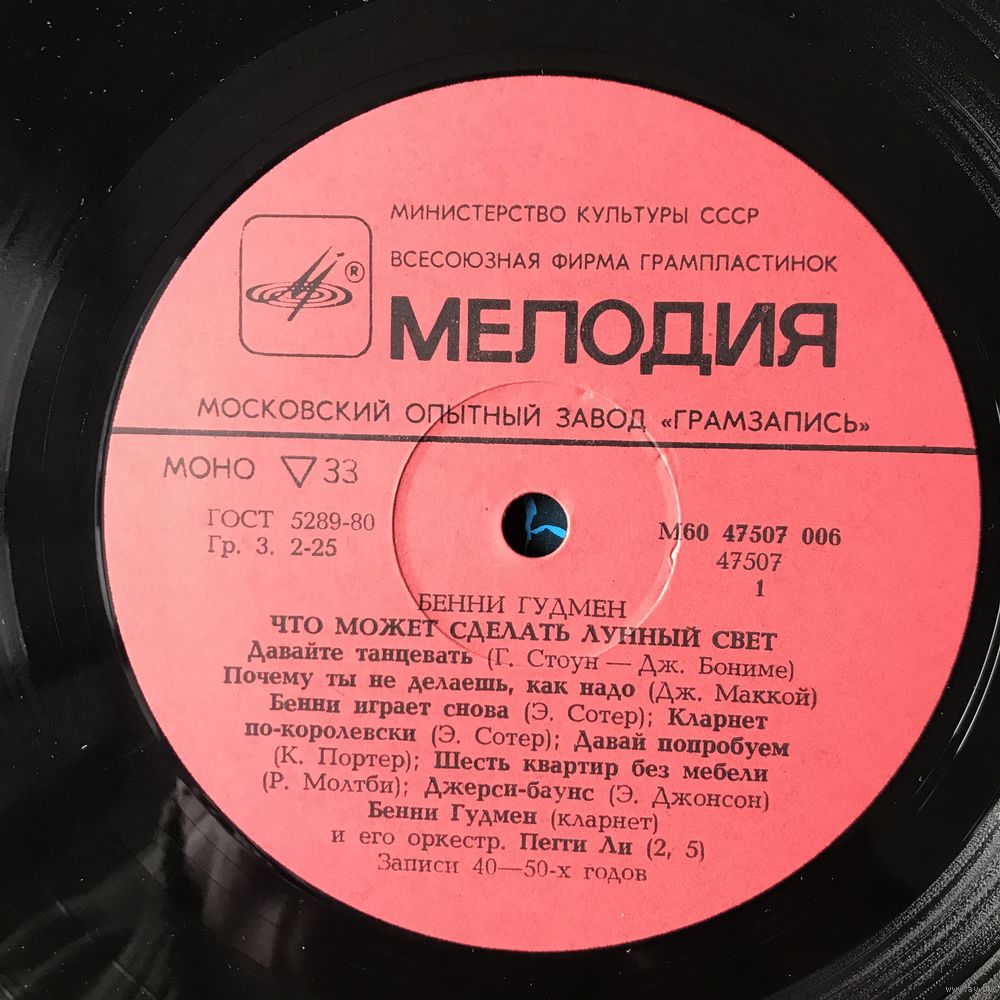 МИНИСТЕРСТВО КУЛЬТУРЫ СССР
ВСЕСОЮЗНАЯ ФИРМА ГРАМПЛАСТИНОК
®
МЕЛОДИЯ
МОСКОВСКИЙ ОПЫТНЫЙ ЗАВОД «ГРАМЗАПИСЬ»
МОНО ▽33
ГОСТ 5289-80
Гр. 3. 2-25
М60 47507 006
47507
1
БЕННИ ГУДМЕН
ЧТО МОЖЕТ СДЕЛАТЬ ЛУННЫЙ СВЕТ
Давайте танцевать (Г. Стоун — Дж. Бониме)
Почему ты не делаешь, как надо (Дж. Маккой)
Бенни играет снова (Э. Сотер); Кларнет
по-королевски (Э. Сотер); Давай попробуем
(К. Портер); Шесть квартир без мебели
(Р. Молтби); Джерси-баунс (Э. Джонсон)
Бенни Гудмен (кларнет)
и его оркестр. Пегги Ли (2, 5)
Записи 40—50-х годов